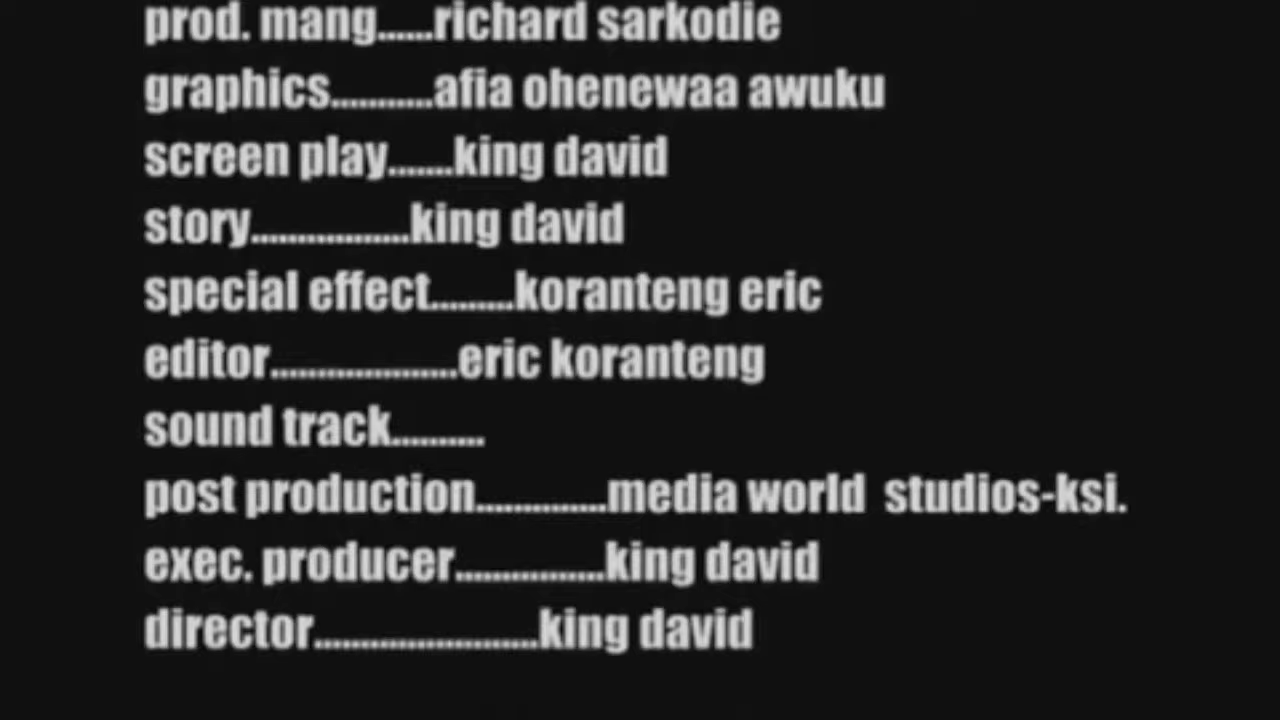 prod. mang......richard sarkodie
graphics...........afia ohenewaa awuku
screen play.......king david
story.................king david
special effect.........koranteng eric
editor....................eric koranteng
sound track..........
post production..............media world studios-ksi.
exec. producer................king david
director........................king david